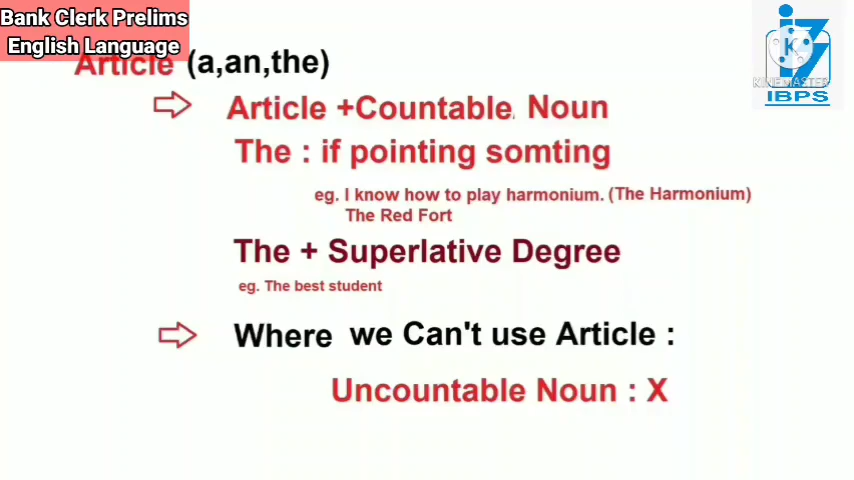 Bank Clerk Prelims
English Language
Article (a,an,the)
K
KINEMASTER
IBPS
Article +Countable. Noun
The : if pointing somting
eg. I know how to play harmonium. (The Harmonium)
The Red Fort
The + Superlative Degree
eg. The best student
Where we Can't use Article :
Uncountable Noun : X